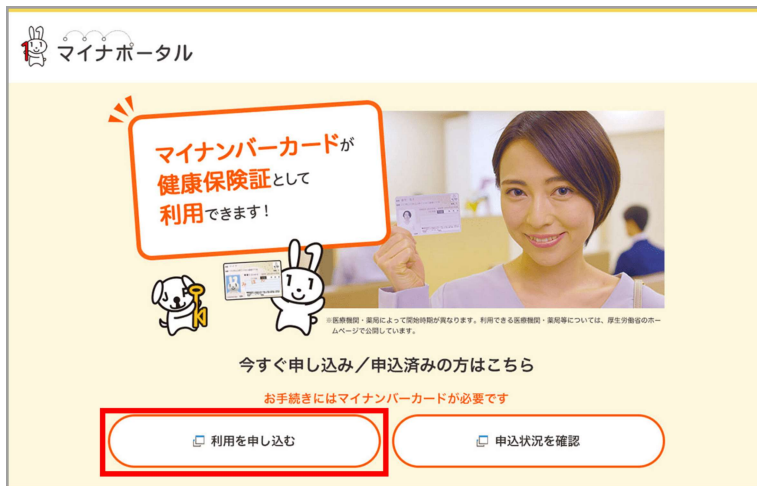 マイナポータル
マイナンバーカードが
健康保険証として
利用できます!
※医療機関・薬局によって開始時期が異なります。利用できる医療機関・薬局等については、厚生労働省のホー
ムページで公開しています。
今すぐ申し込み/申込済みの方はこちら
お手続きにはマイナンバーカードが必要です
利用を申し込む
申込状況を確認